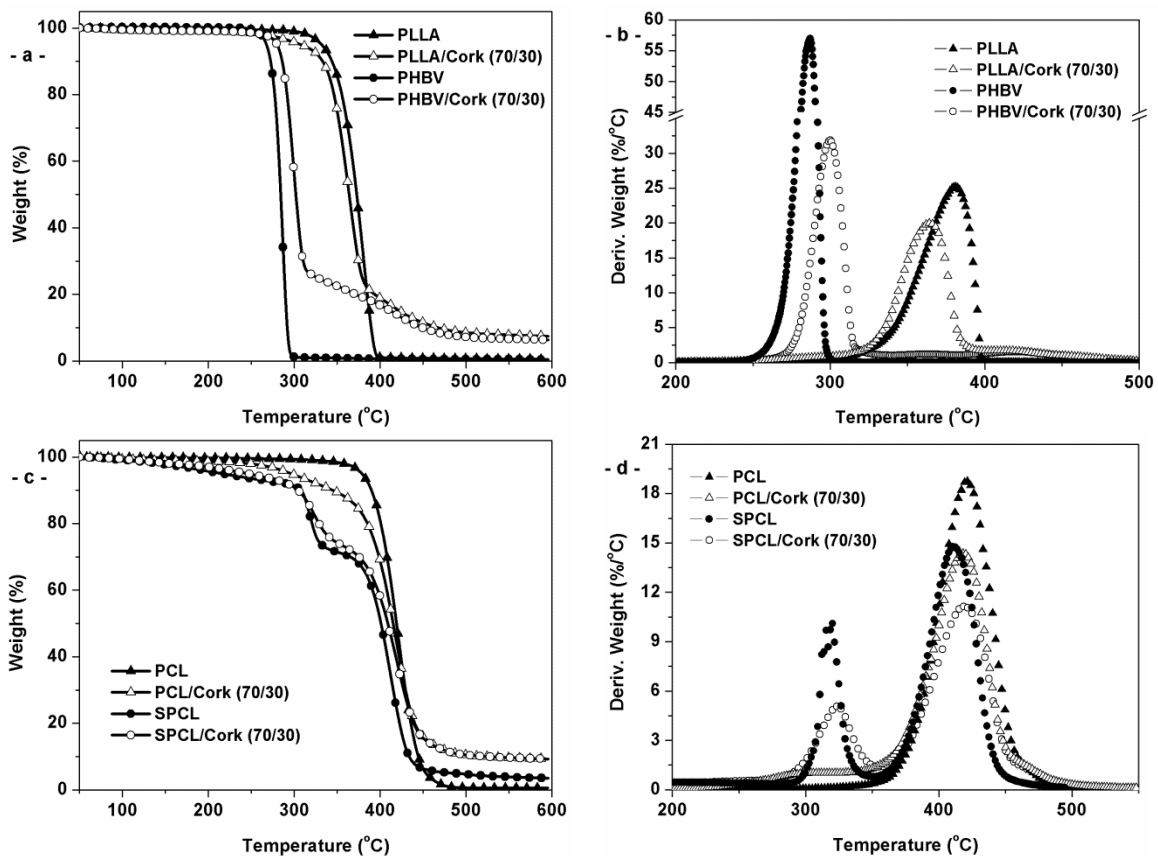 - a -
Weight (%)
100
80
60
40
20
0
PLLA
PLLA/Cork (70/30)
PHBV
PHBV/Cork (70/30)
100
200
300
400
500
600
Temperature (°C)
- b -
Deriv. Weight (%/°C)
60
57
54
51
48
45
30
25
20
15
10
5
0
PLLA
PLLA/Cork (70/30)
PHBV
PHBV/Cork (70/30)
200
300
400
500
Temperature (°C)
- c -
Weight (%)
100
80
60
40
20
0
PCL
PCL/Cork (70/30)
SPCL
SPCL/Cork (70/30)
100
200
300
400
500
600
Temperature (°C)
- d -
Deriv. Weight (%/°C)
21
18
15
12
9
6
3
0
PCL
PCL/Cork (70/30)
SPCL
SPCL/Cork (70/30)
200
300
400
500
Temperature (°C)